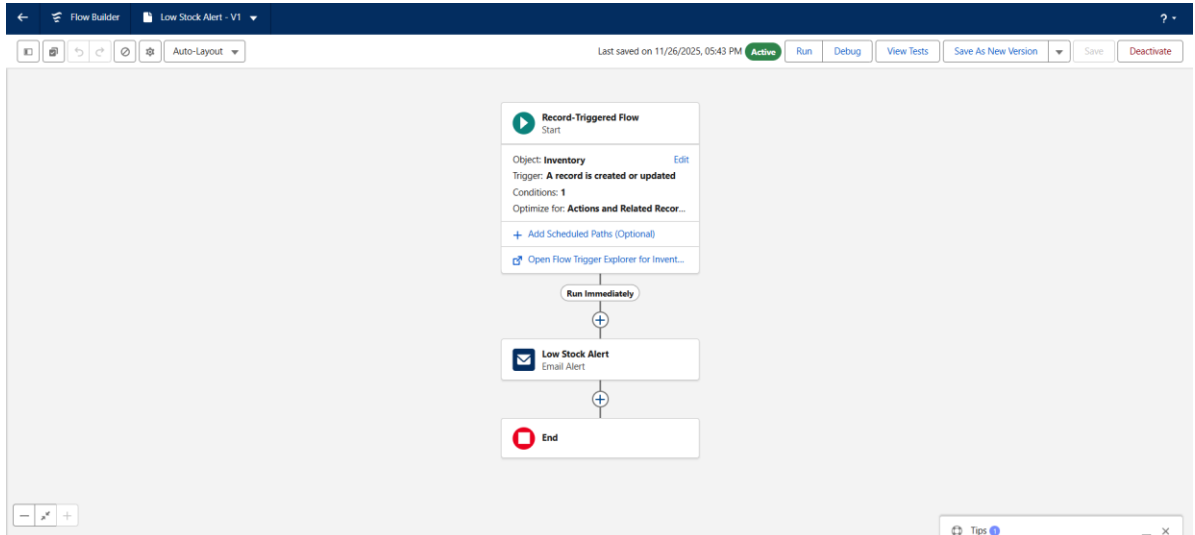 Flow Builder Low Stock Alert - V1 ?
Auto-Layout Last saved on 11/26/2025, 05:43 PM Active Run Debug View Tests Save As New Version Save Deactivate
Record-Triggered Flow
Start
Object: Inventory Edit
Trigger: A record is created or updated
Conditions: 1
Optimize for: Actions and Related Recor...
+ Add Scheduled Paths (Optional)
Open Flow Trigger Explorer for Invent...
Run Immediately
Low Stock Alert
Email Alert
End
Tips 1